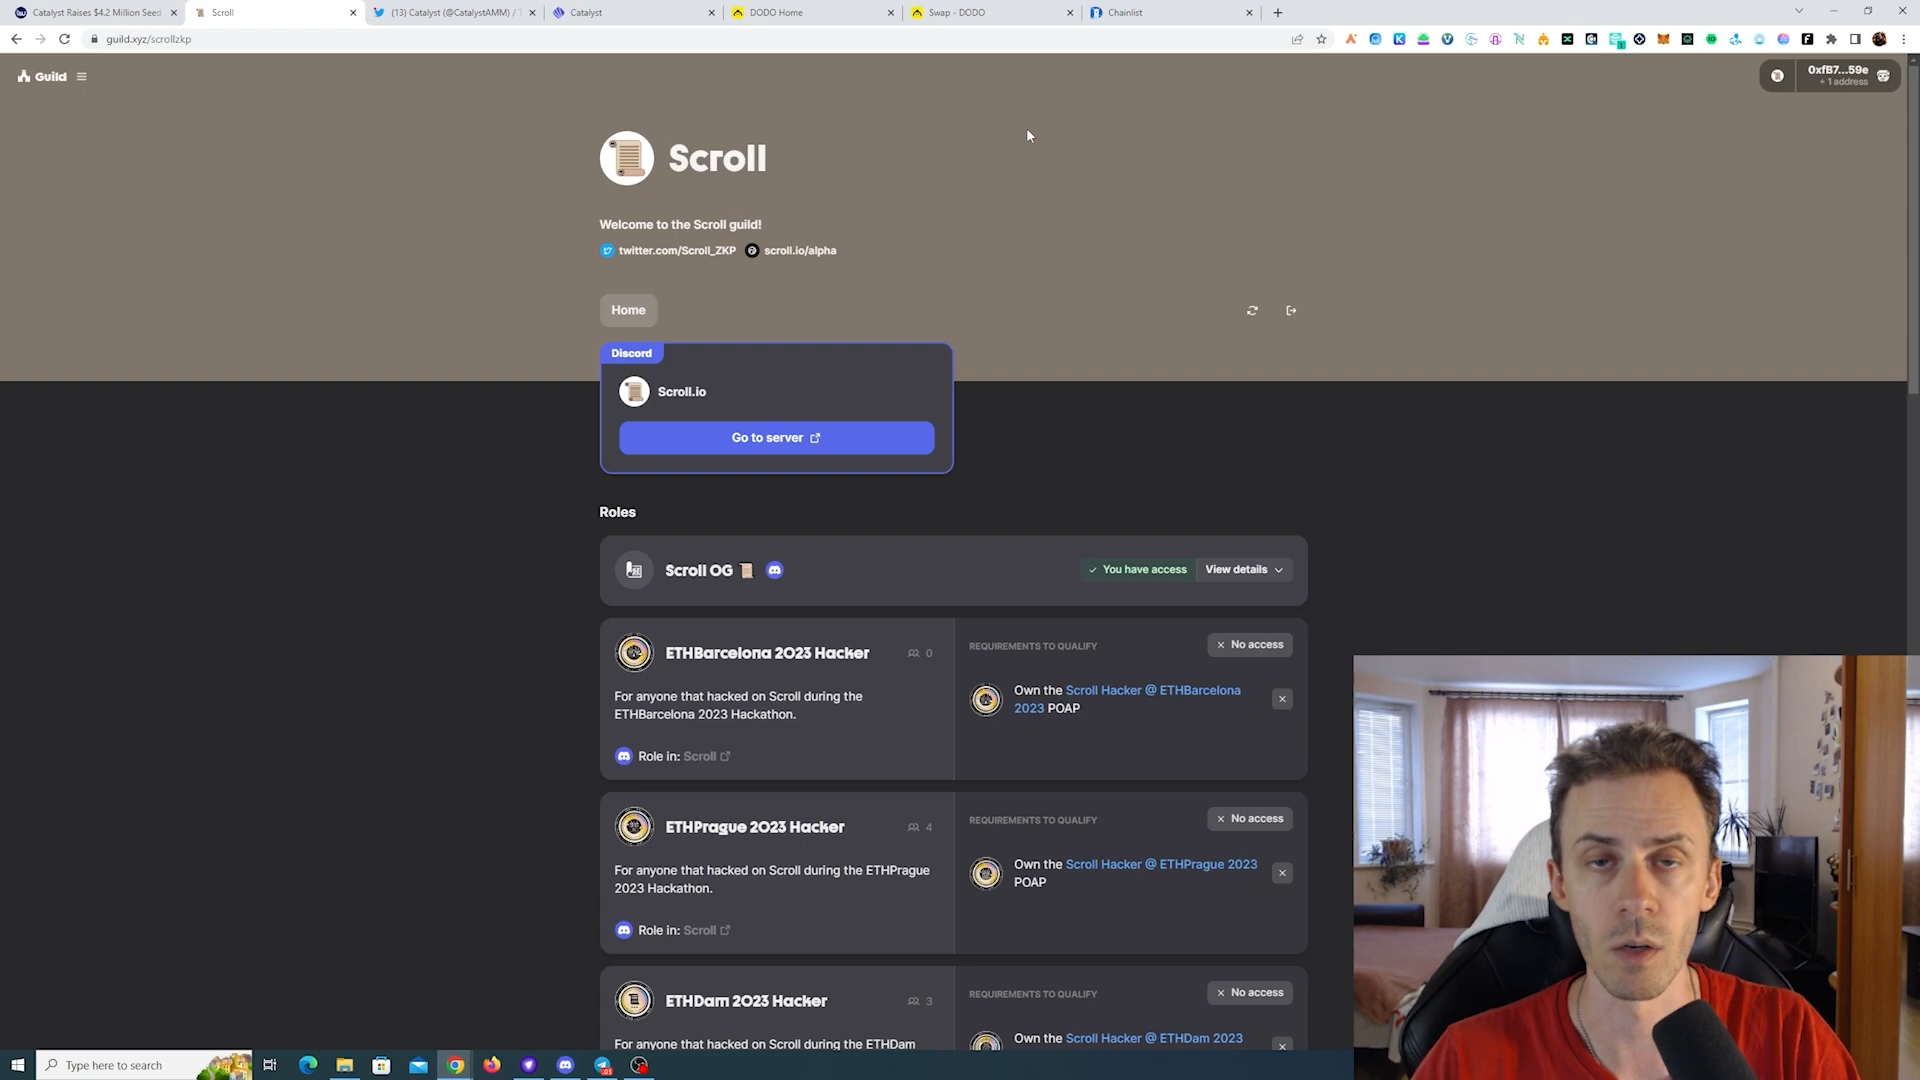 Catalyst Raises $4.2 Million Seed
Scroll
(13) Catalyst (@CatalystAMM) / T
Catalyst
DODO Home
Swap - DODO
Chainlist
guild.xyz/scrollzkp
Guild
0xfB7...59e
+ 1 address
Scroll
Welcome to the Scroll guild!
twitter.com/Scroll_ZKP
scroll.io/alpha
Home
Discord
Scroll.io
Go to server
Roles
Scroll OG
You have access
View details
ETHBarcelona 2023 Hacker
0
REQUIREMENTS TO QUALIFY
No access
For anyone that hacked on Scroll during the
ETHBarcelona 2023 Hackathon.
Own the Scroll Hacker @ ETHBarcelona
2023 POAP
Role in: Scroll
ETHPrague 2023 Hacker
4
REQUIREMENTS TO QUALIFY
No access
For anyone that hacked on Scroll during the ETHPrague
2023 Hackathon.
Own the Scroll Hacker @ ETHPrague 2023
POAP
Role in: Scroll
ETHDam 2023 Hacker
3
REQUIREMENTS TO QUALIFY
No access
For anyone that hacked on Scroll during the ETHDam
Own the Scroll Hacker @ ETHDam 2023
Type here to search